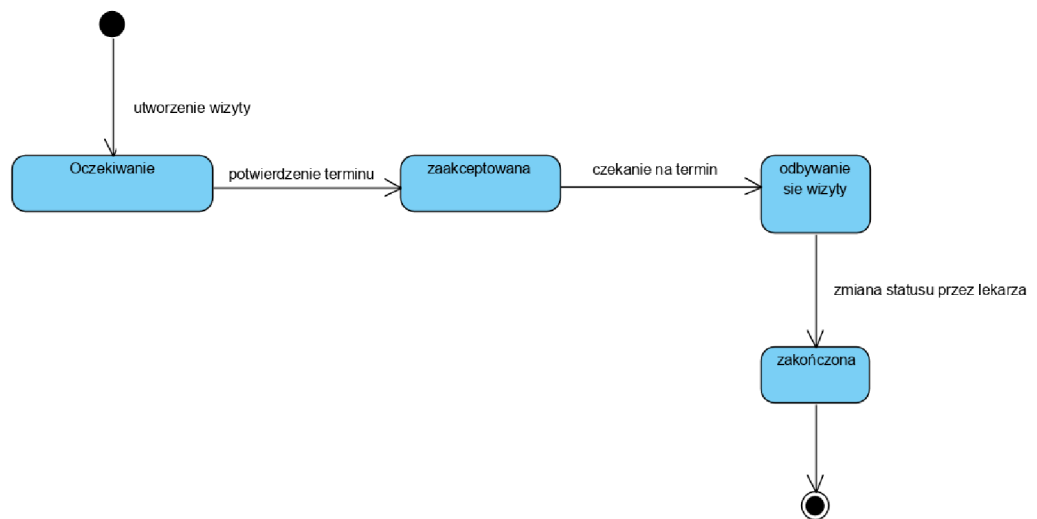 utworzenie wizyty
Oczekiwanie
potwierdzenie terminu
zaakceptowana
czekanie na termin
odbywanie
sie wizyty
zmiana statusu przez lekarza
zakończona